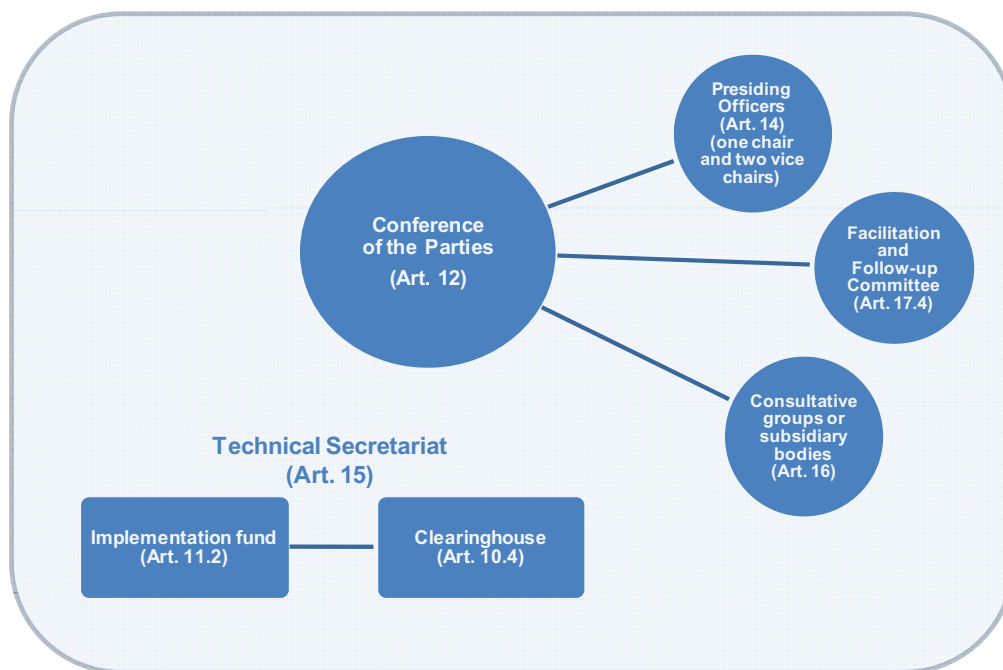 Presiding
Officers
(Art. 14)
(one chair
and two vice
chairs)
Conference
of the Parties
(Art. 12)
Facilitation
and
Follow-up
Committee
(Art. 17.4)
Consultative
groups or
subsidiary
bodies
(Art. 16)
Technical Secretariat
(Art. 15)
Implementation fund
(Art. 11.2)
Clearinghouse
(Art. 10.4)